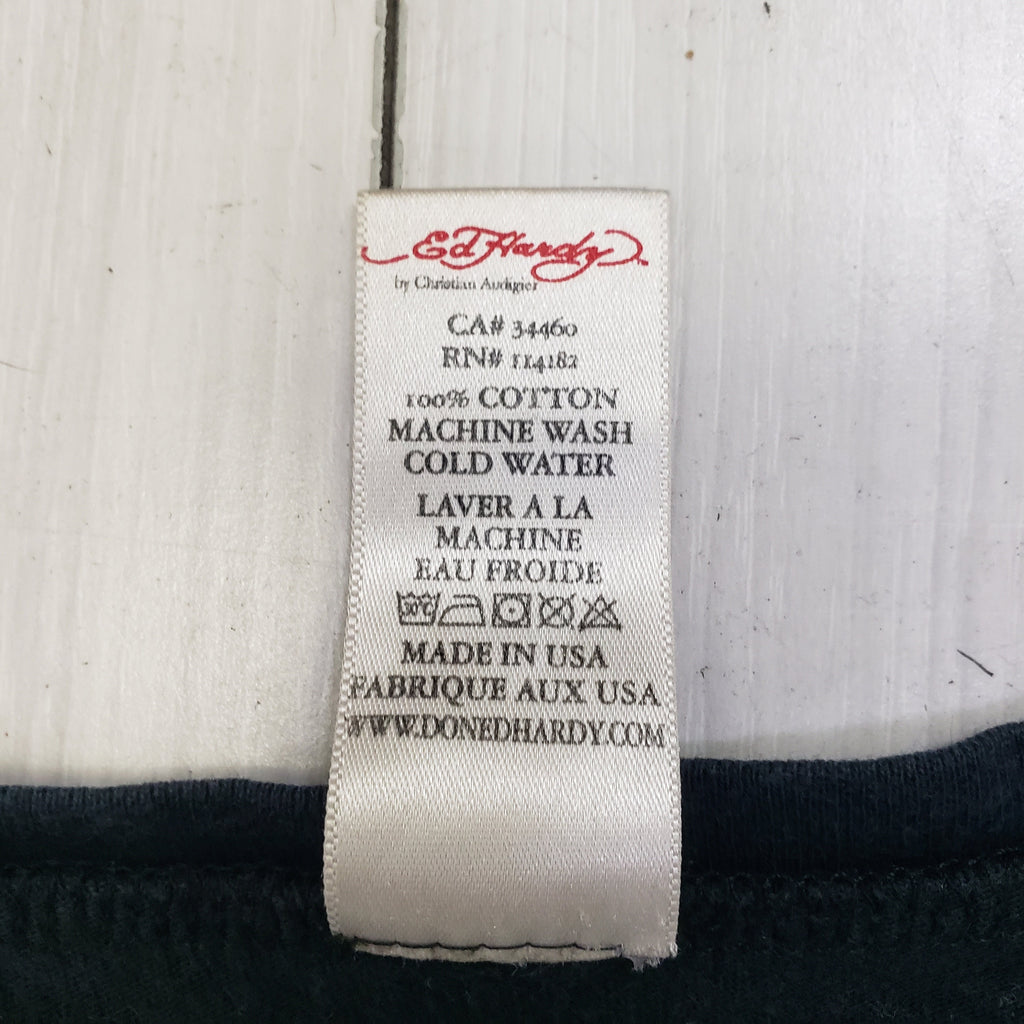 Ed Hardy
by Christian Audigier
CA# 34460
RN# 114182
100% COTTON
MACHINE WASH
COLD WATER
LAVER A LA
MACHINE
EAU FROIDE
30°C
MADE IN USA
FABRIQUE AUX USA
WWW.DONEDHARDY.COM